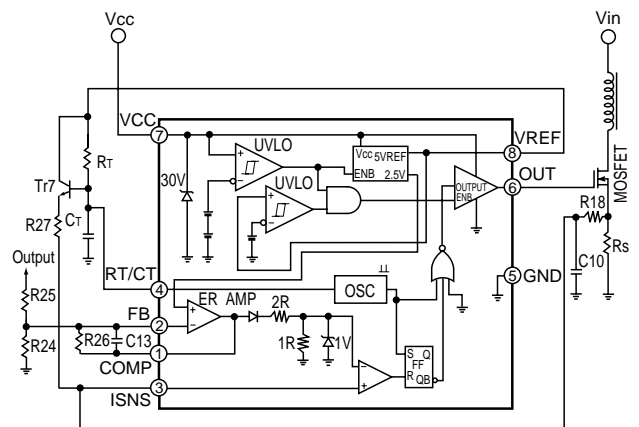 Vcc
Vin
VCC
7
UVLO
Vcc 5VREF
ENB
2.5V
8
VREF
OUT
6
MOSFET
RT
Tr7
30V
UVLO
OUTPUT
ENB
R27
CT
R18
Rs
C10
Output
RT/CT
4
OSC
5
GND
R25
FB
2
ER AMP
2R
R24
R26
C13
1
1R
1V
COMP
S Q
FF
R QB
3
ISNS
+
−
+
−
+
−
−
+